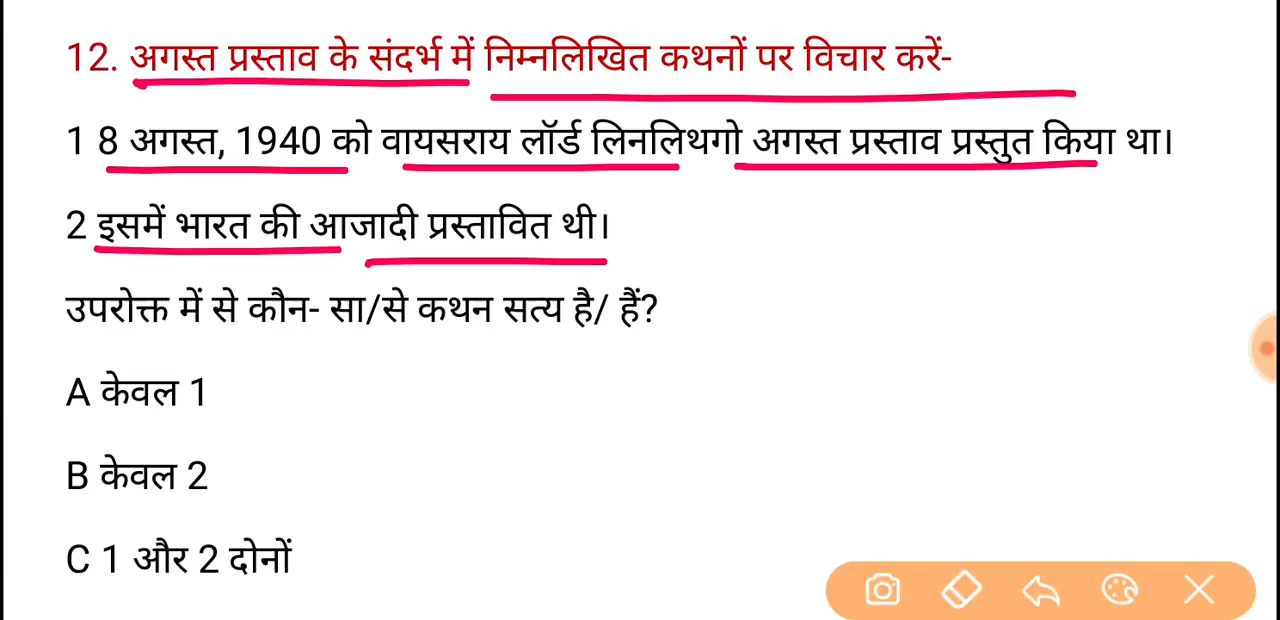 12. अगस्त प्रस्ताव के संदर्भ में निम्नलिखित कथनों पर विचार करें-
1 8 अगस्त, 1940 को वायसराय लॉर्ड लिनलिथगो अगस्त प्रस्ताव प्रस्तुत किया था।
2 इसमें भारत की आजादी प्रस्तावित थी।
उपरोक्त में से कौन- सा/से कथन सत्य है/ हैं?
A केवल 1
B केवल 2
C 1 और 2 दोनों